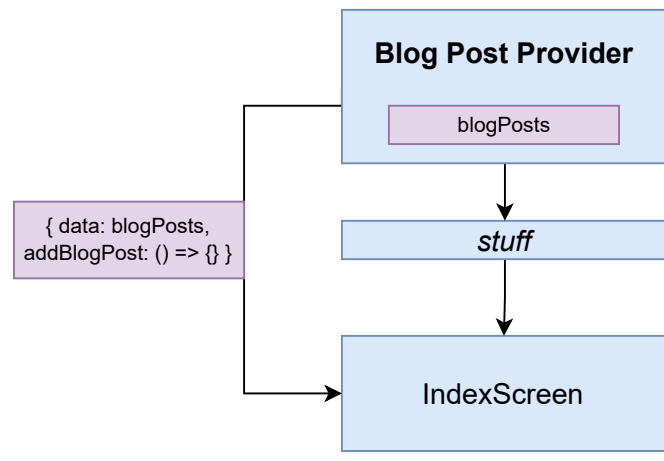 Blog Post Provider
blogPosts
{ data: blogPosts,
addBlogPost: () => {} }
stuff
IndexScreen